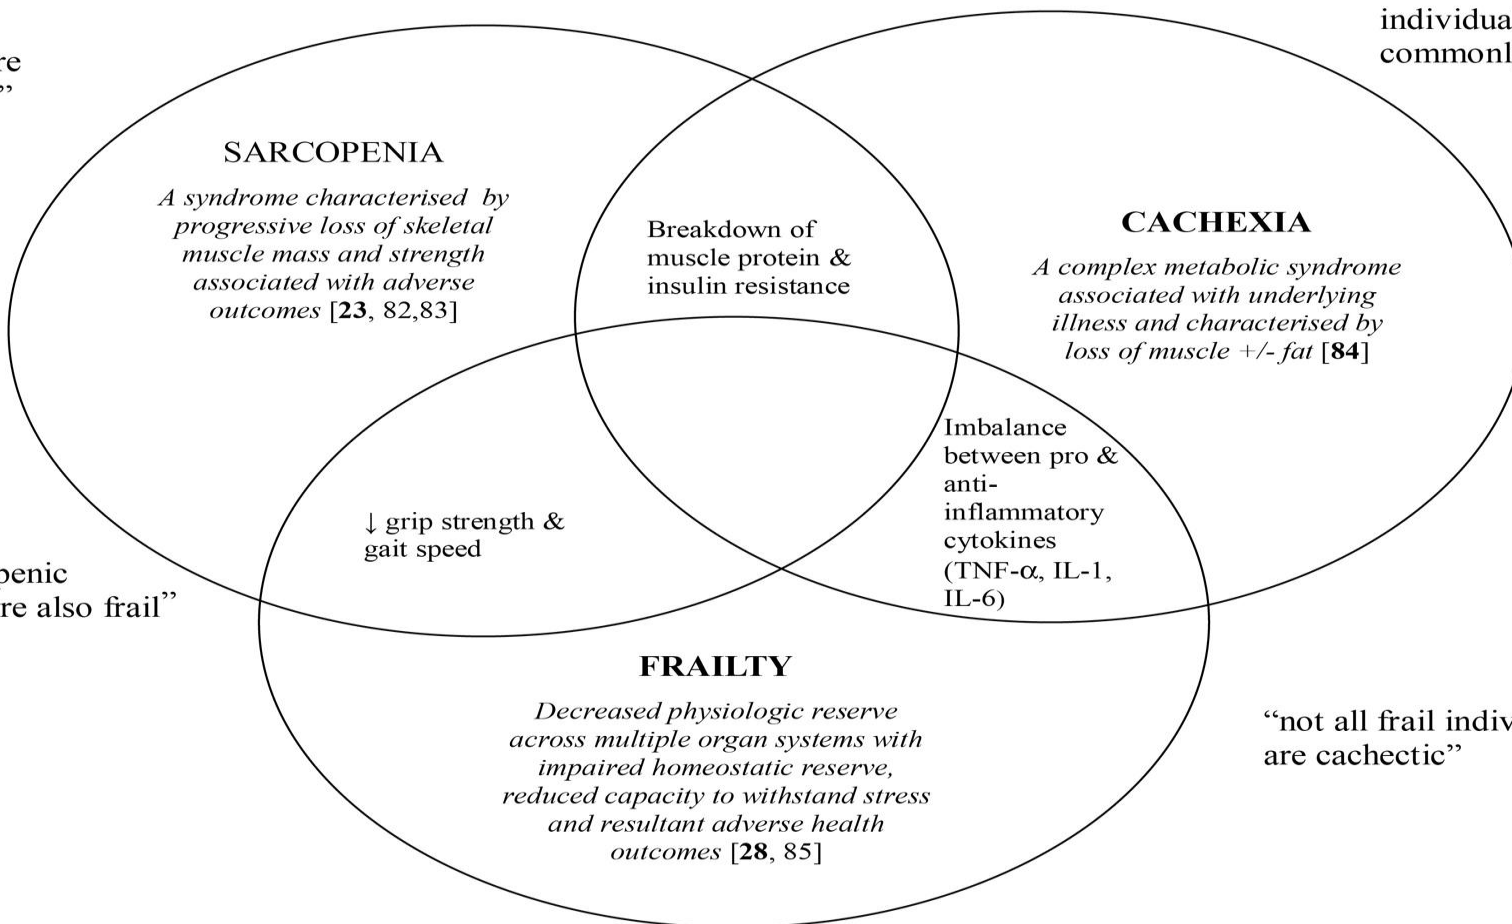 individua
commonl
re
”
SARCOPENIA
A syndrome characterised by
progressive loss of skeletal
muscle mass and strength
associated with adverse
outcomes [23, 82,83]
Breakdown of
muscle protein &
insulin resistance
CACHEXIA
A complex metabolic syndrome
associated with underlying
illness and characterised by
loss of muscle +/- fat [84]
Imbalance
between pro &
anti-
inflammatory
cytokines
(TNF-α, IL-1,
IL-6)
↓ grip strength &
gait speed
penic
re also frail”
FRAILTY
Decreased physiologic reserve
across multiple organ systems with
impaired homeostatic reserve,
reduced capacity to withstand stress
and resultant adverse health
outcomes [28, 85]
“not all frail indiv
are cachectic”